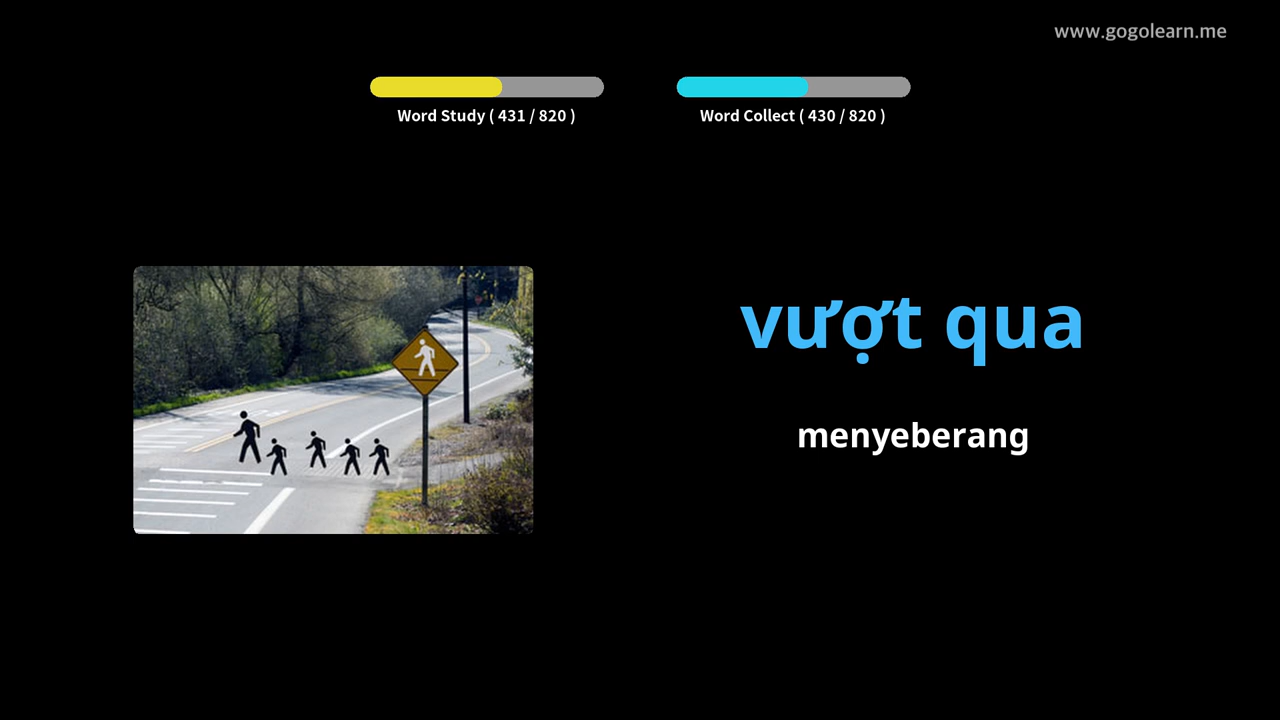 www.gogolearn.me
Word Study ( 431 / 820 )
Word Collect ( 430 / 820 )
vượt qua
menyeberang